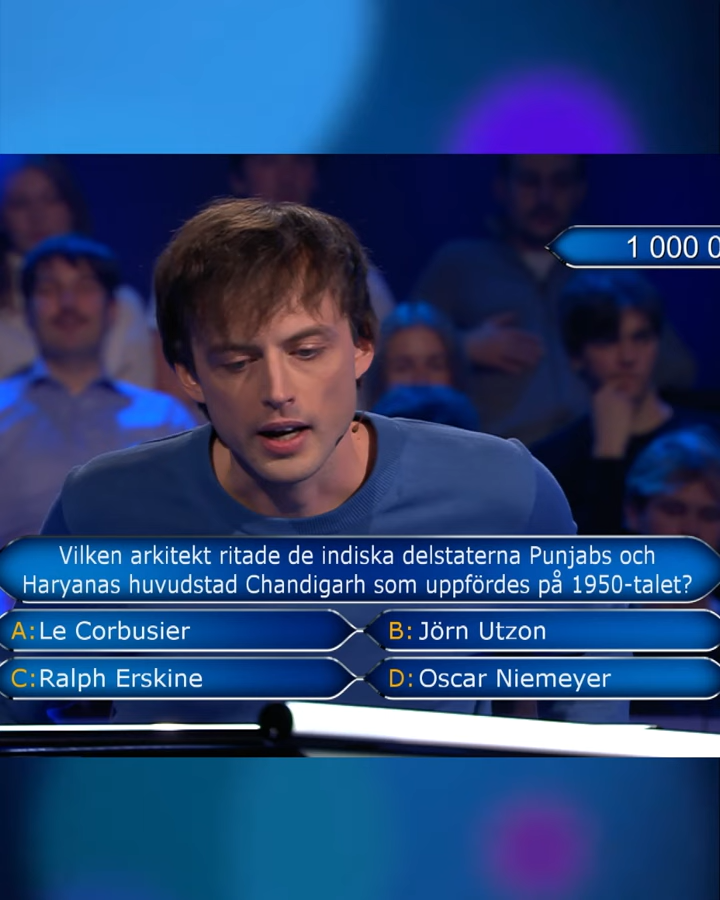 1 000 0
Vilken arkitekt ritade de indiska delstaterna Punjabs och
Haryanas huvudstad Chandigarh som uppfördes på 1950-talet?
A: Le Corbusier
B: Jörn Utzon
C: Ralph Erskine
D: Oscar Niemeyer